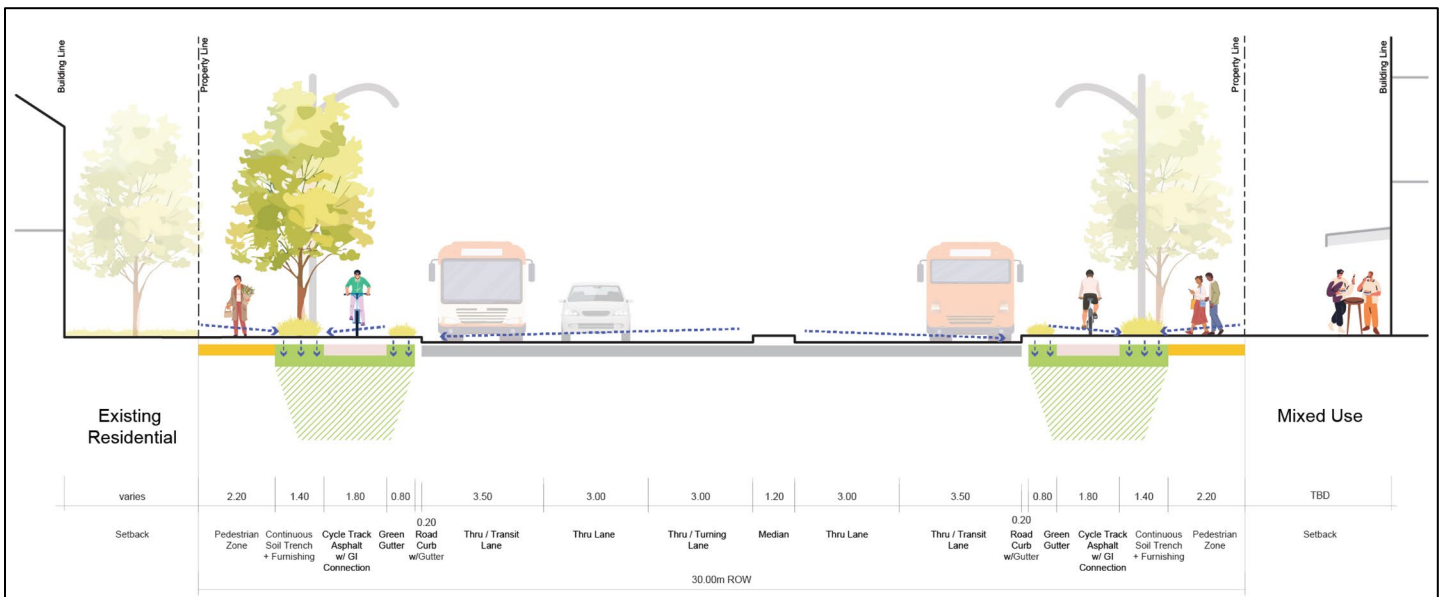 Building Line
Property Line
Property Line
Building Line
Existing
Residential
Mixed Use
varies
2.20
1.40
1.80
0.80
3.50
3.00
3.00
1.20
3.00
3.50
0.80
1.80
1.40
2.20
TBD
0.20
0.20
Setback
Pedestrian
Zone
Continuous
Soil Trench
+ Furnishing
Cycle Track
Asphalt
w/ GI
Connection
Green
Gutter
Road
Curb
w/Gutter
Thru / Transit
Lane
Thru Lane
Thru / Turning
Lane
Median
Thru Lane
Thru / Transit
Lane
Road
Curb
w/Gutter
Green
Gutter
Cycle Track
Asphalt
w/ GI
Connection
Continuous
Soil Trench
+ Furnishing
Pedestrian
Zone
Setback
30.00m ROW